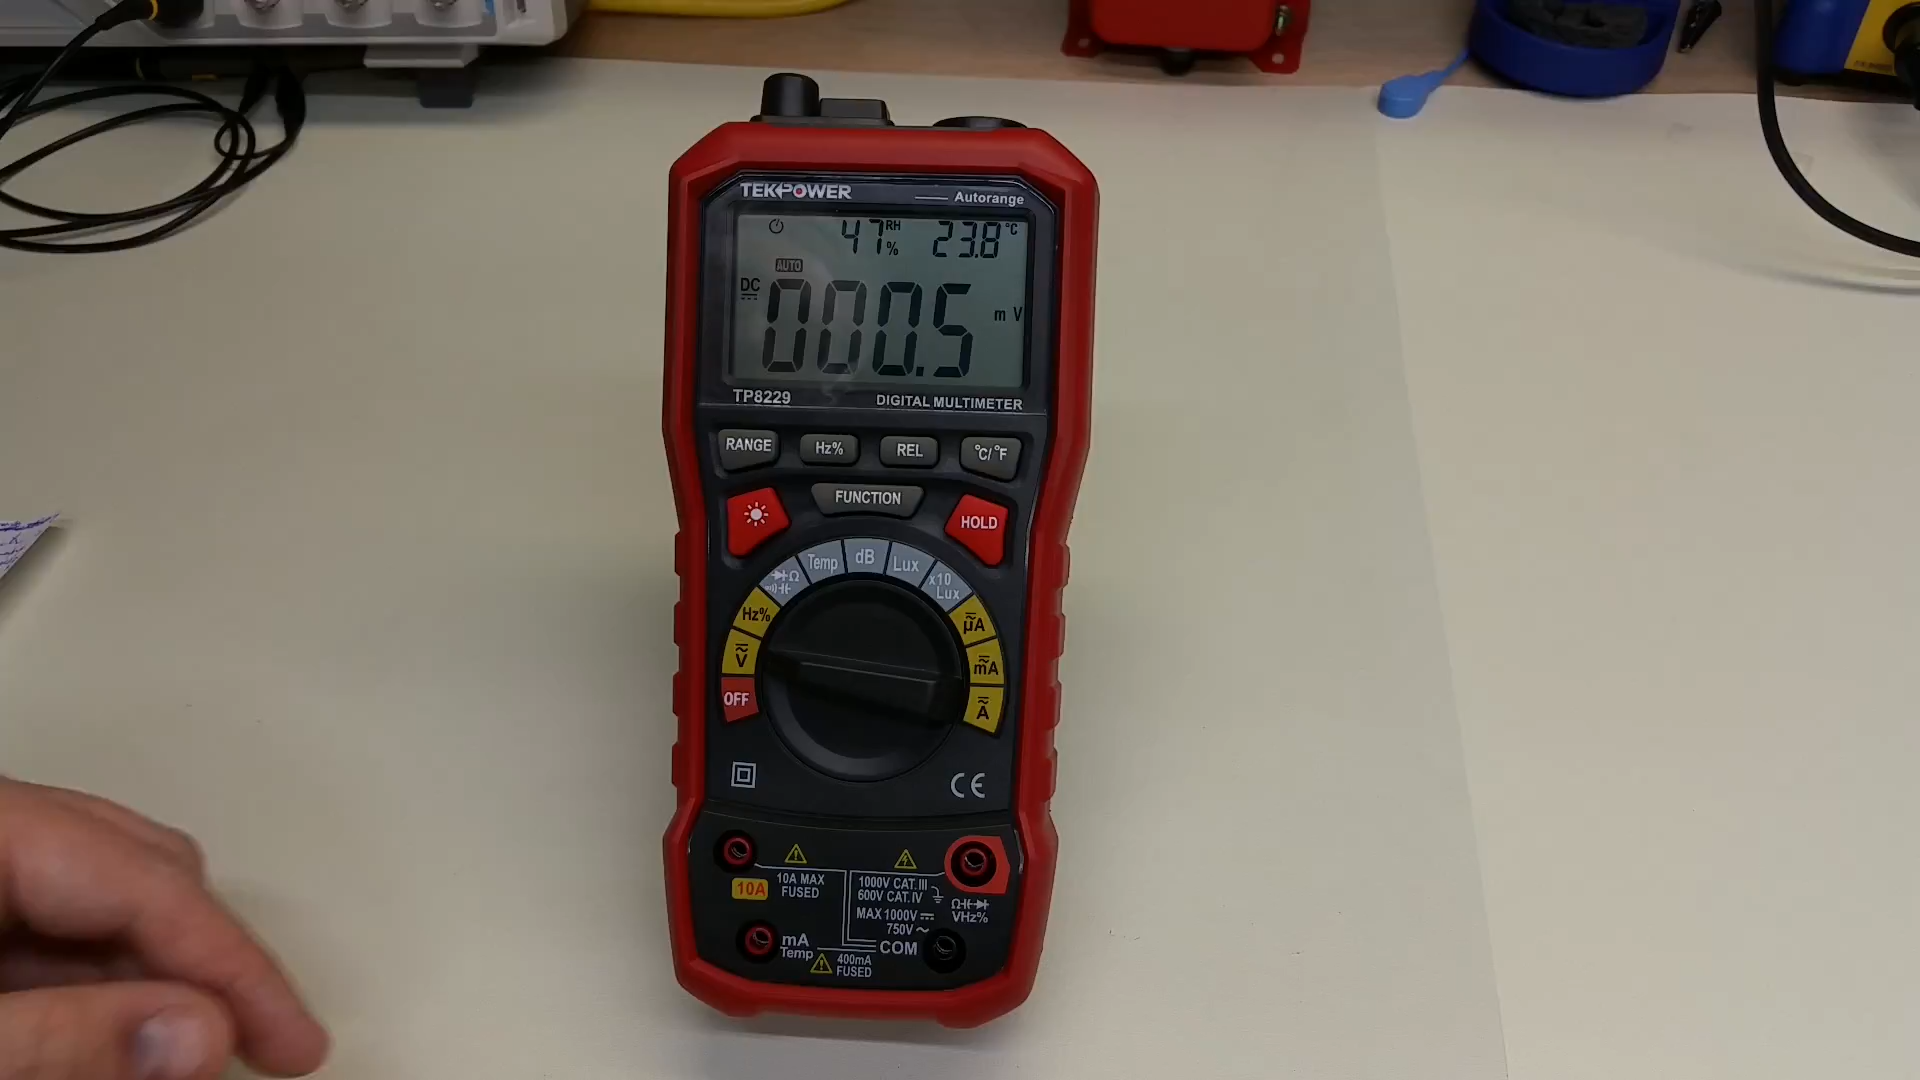 TEKPOWER
Autorange
47 RH % 23.8 °C
AUTO
DC 000.5 m V
TP8229 DIGITAL MULTIMETER
RANGE Hz% REL °C/°F
FUNCTION
HOLD
Temp dB Lux x10 Lux
Ω
Hz% µA
V mA
OFF A
CE
10A
10A MAX
FUSED
1000V CAT. III
600V CAT. IV
MAX 1000V
750V ~
Ω
VHz%
mA
Temp
COM
400mA
FUSED